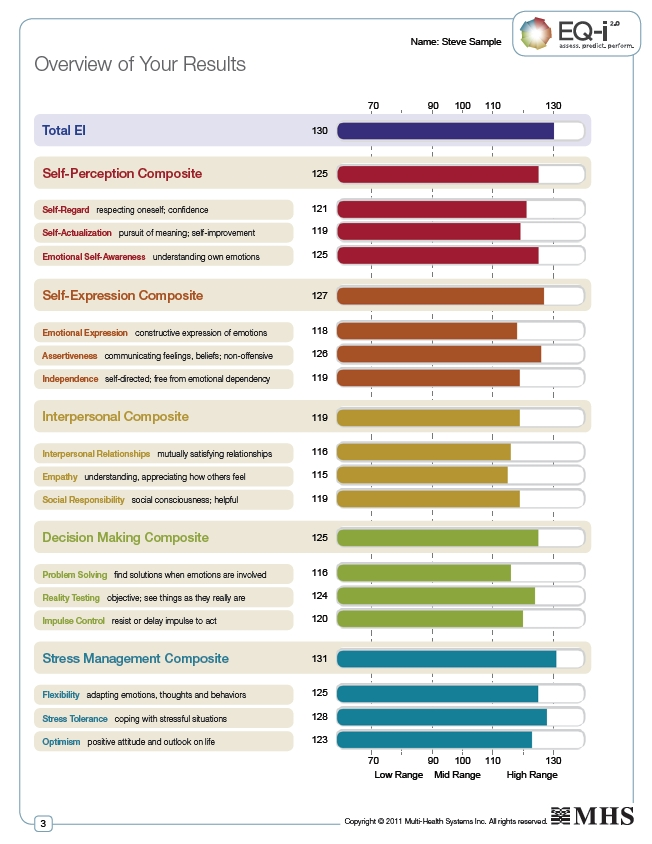 Name: Steve Sample
EQ-i 2.0
assess. predict. perform.
Overview of Your Results
70 90 100 110 130
Total EI 130
Self-Perception Composite 125
Self-Regard respecting oneself; confidence 121
Self-Actualization pursuit of meaning; self-improvement 119
Emotional Self-Awareness understanding own emotions 125
Self-Expression Composite 127
Emotional Expression constructive expression of emotions 118
Assertiveness communicating feelings, beliefs; non-offensive 126
Independence self-directed; free from emotional dependency 119
Interpersonal Composite 119
Interpersonal Relationships mutually satisfying relationships 116
Empathy understanding, appreciating how others feel 115
Social Responsibility social consciousness; helpful 119
Decision Making Composite 125
Problem Solving find solutions when emotions are involved 116
Reality Testing objective; see things as they really are 124
Impulse Control resist or delay impulse to act 120
Stress Management Composite 131
Flexibility adapting emotions, thoughts and behaviors 125
Stress Tolerance coping with stressful situations 128
Optimism positive attitude and outlook on life 123
70 90 100 110 130
Low Range Mid Range High Range
3
Copyright © 2011 Multi-Health Systems Inc. All rights reserved.
MHS